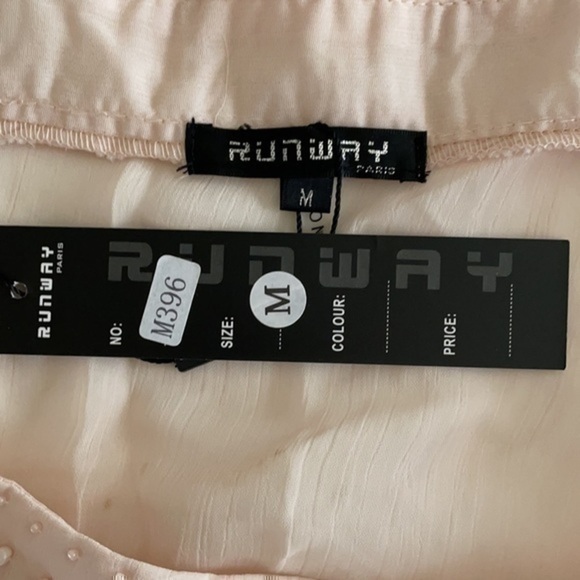 RUNWAY
PARIS
M
RUNWAY
PARIS
RUNWAY
NO: M396
SIZE: M
COLOUR:
PRICE: